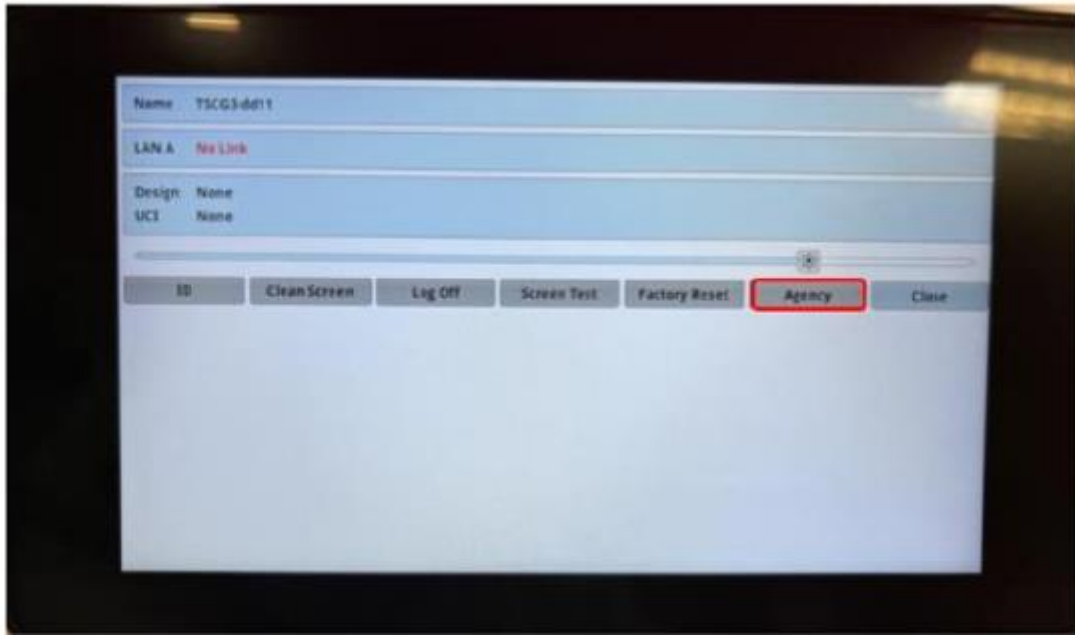 Name TSCG3-dd11
LAN A No Link
Design None
UCI None
ID Clean Screen Log Off Screen Test Factory Reset Agency Close